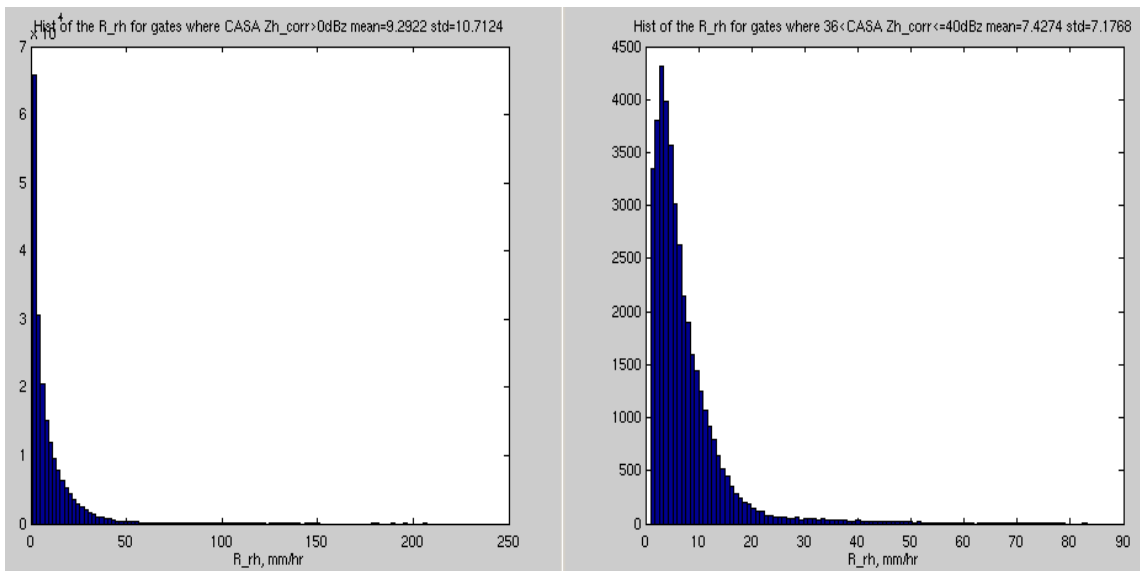 Hist of the R_rh for gates where CASA Zh_corr>0dBz mean=9.2922 std=10.7124
x 10^4
7
6
5
4
3
2
1
0
0 50 100 150 200 250
R_rh, mm/hr
Hist of the R_rh for gates where 36<CASA Zh_corr<=40dBz mean=7.4274 std=7.1768
4500
4000
3500
3000
2500
2000
1500
1000
500
0
0 10 20 30 40 50 60 70 80 90
R_rh, mm/hr